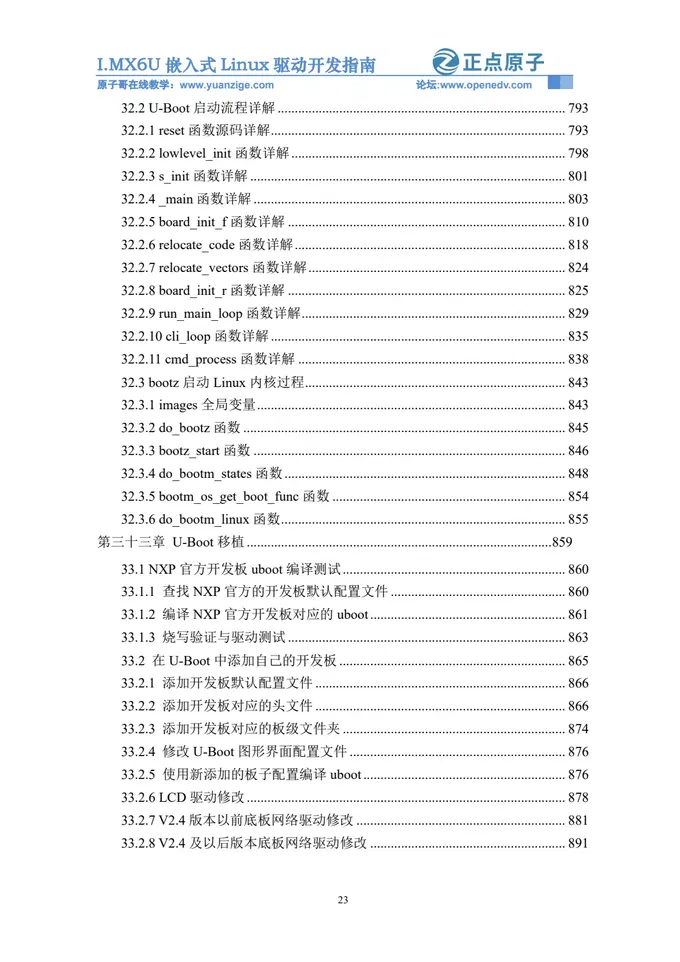 I.MX6U 嵌入式 Linux 驱动开发指南
正点原子
原子哥在线教学：www.yuanzige.com
论坛:www.openedv.com
32.2 U-Boot 启动流程详解 ........ 793
32.2.1 reset 函数源码详解 ........ 793
32.2.2 lowlevel_init 函数详解 ........ 798
32.2.3 s_init 函数详解 ........ 801
32.2.4 _main 函数详解 ........ 803
32.2.5 board_init_f 函数详解 ........ 810
32.2.6 relocate_code 函数详解 ........ 818
32.2.7 relocate_vectors 函数详解 ........ 824
32.2.8 board_init_r 函数详解 ........ 825
32.2.9 run_main_loop 函数详解 ........ 829
32.2.10 cli_loop 函数详解 ........ 835
32.2.11 cmd_process 函数详解 ........ 838
32.3 bootz 启动 Linux 内核过程 ........ 843
32.3.1 images 全局变量 ........ 843
32.3.2 do_bootz 函数 ........ 845
32.3.3 bootz_start 函数 ........ 846
32.3.4 do_bootm_states 函数 ........ 848
32.3.5 bootm_os_get_boot_func 函数 ........ 854
32.3.6 do_bootm_linux 函数 ........ 855
第三十三章 U-Boot 移植 ........ 859
33.1 NXP 官方开发板 uboot 编译测试 ........ 860
33.1.1 查找 NXP 官方的开发板默认配置文件 ........ 860
33.1.2 编译 NXP 官方开发板对应的 uboot ........ 861
33.1.3 烧写验证与驱动测试 ........ 863
33.2 在 U-Boot 中添加自己的开发板 ........ 865
33.2.1 添加开发板默认配置文件 ........ 866
33.2.2 添加开发板对应的头文件 ........ 866
33.2.3 添加开发板对应的板级文件夹 ........ 874
33.2.4 修改 U-Boot 图形界面配置文件 ........ 876
33.2.5 使用新添加的板子配置编译 uboot ........ 876
33.2.6 LCD 驱动修改 ........ 878
33.2.7 V2.4 版本以前底板网络驱动修改 ........ 881
33.2.8 V2.4 及以后版本底板网络驱动修改 ........ 891
23